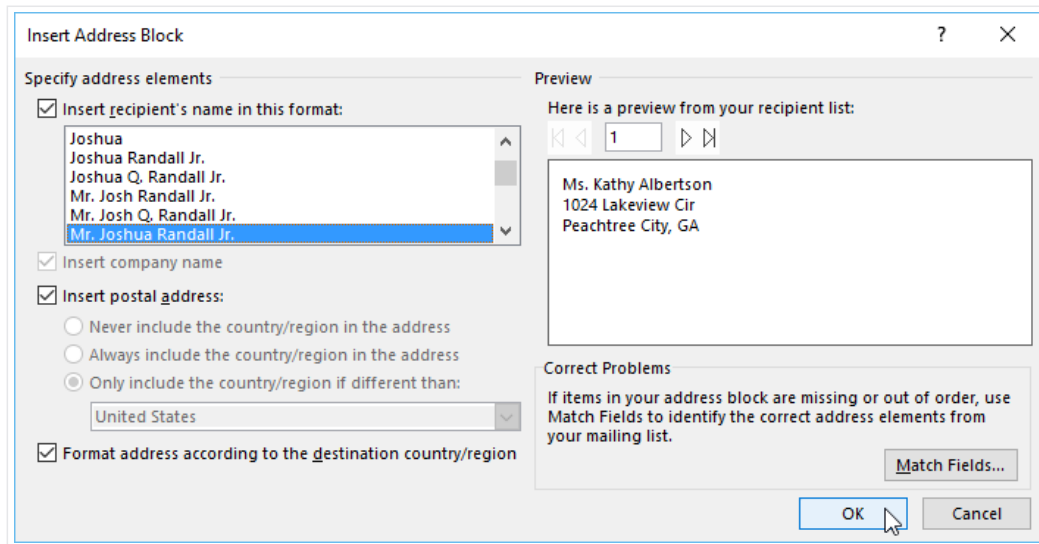 Insert Address Block
?
Specify address elements
Insert recipient's name in this format:
Joshua
Joshua Randall Jr.
Joshua Q. Randall Jr.
Mr. Josh Randall Jr.
Mr. Josh Q. Randall Jr.
Mr. Joshua Randall Jr.
Insert company name
Insert postal address:
Never include the country/region in the address
Always include the country/region in the address
Only include the country/region if different than:
United States
Format address according to the destination country/region
Preview
Here is a preview from your recipient list:
1
Ms. Kathy Albertson
1024 Lakeview Cir
Peachtree City, GA
Correct Problems
If items in your address block are missing or out of order, use
Match Fields to identify the correct address elements from
your mailing list.
Match Fields...
OK
Cancel